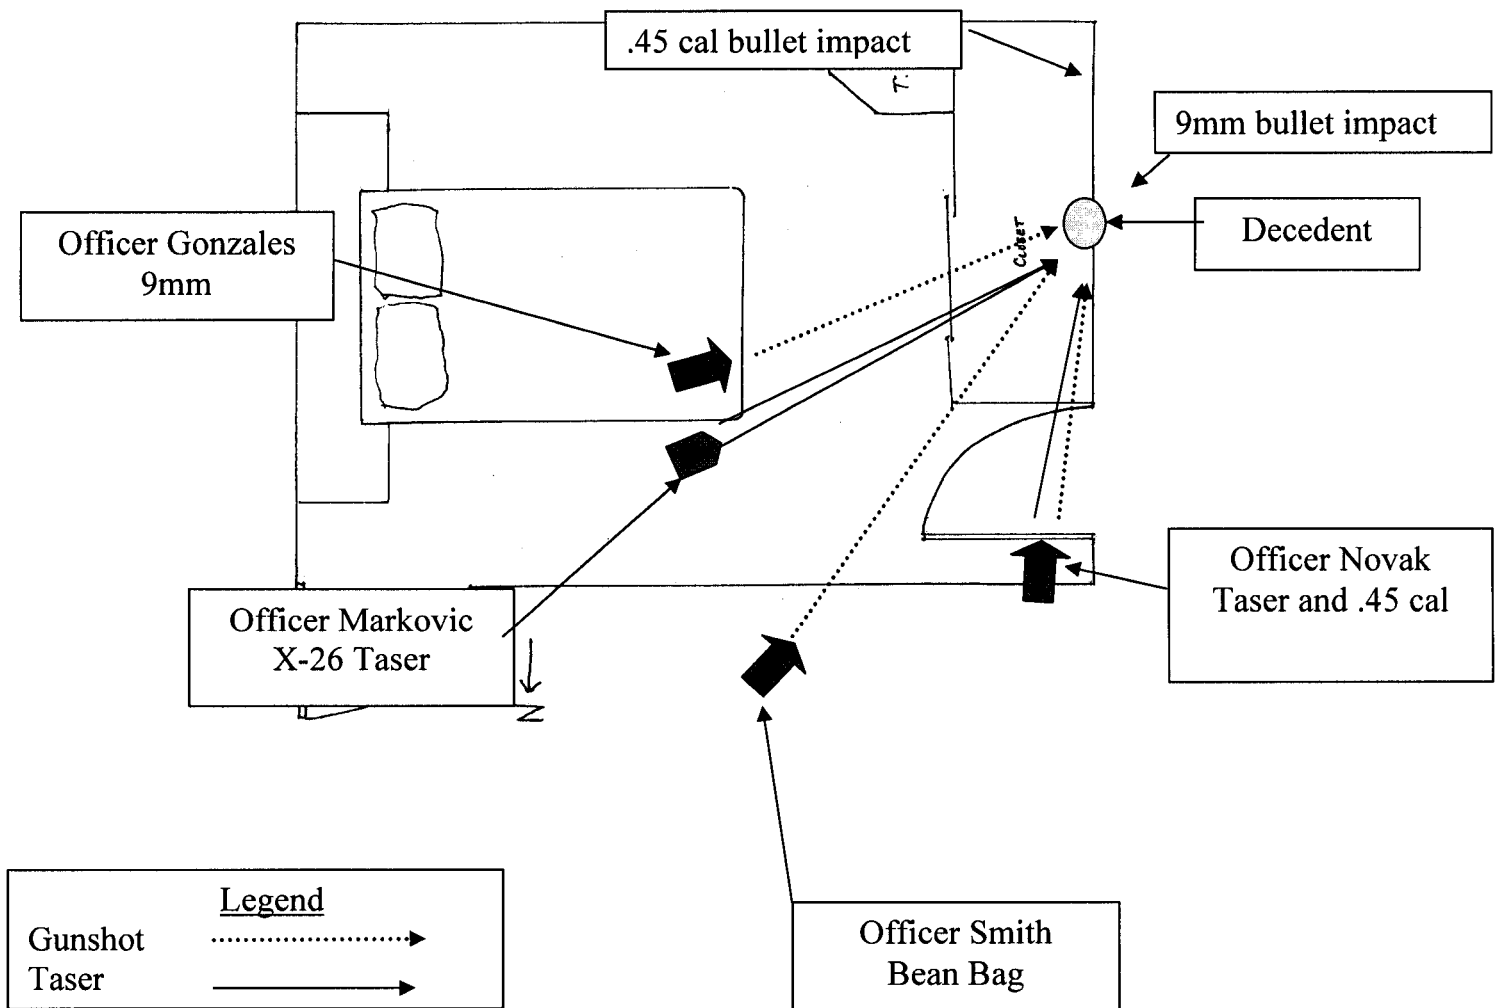 .45 cal bullet impact
T.
9mm bullet impact
Officer Gonzales
9mm
CLOSET
Decedent
Officer Novak
Taser and .45 cal
Officer Markovic
X-26 Taser
N
Legend
Gunshot
Taser
Officer Smith
Bean Bag